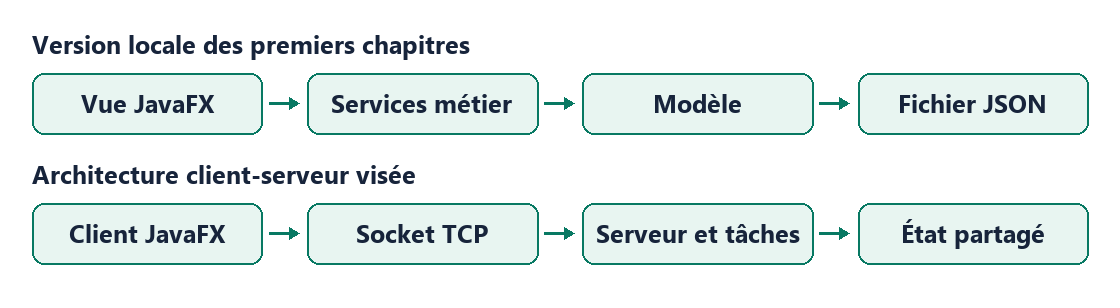 Version locale des premiers chapitres
Vue JavaFX
Services métier
Modèle
Fichier JSON
Architecture client-serveur visée
Client JavaFX
Socket TCP
Serveur et tâches
État partagé